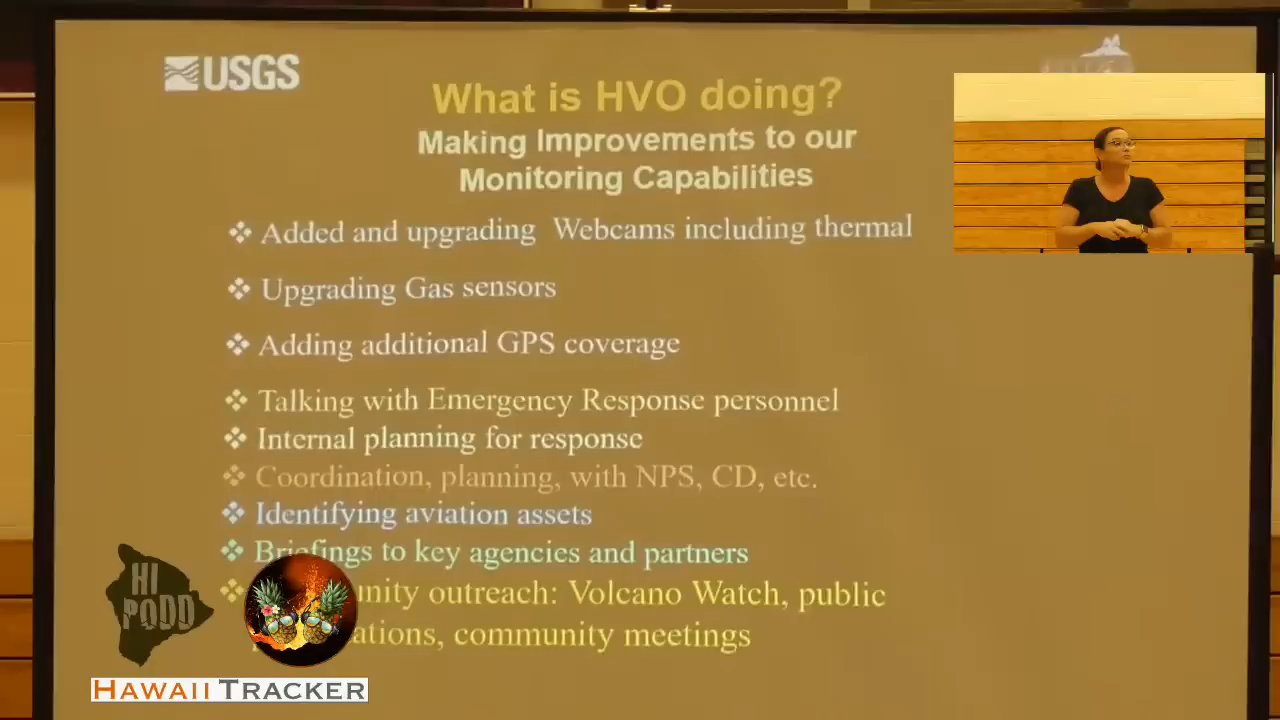 USGS
What is HVO doing?
Making Improvements to our
Monitoring Capabilities
❖ Added and upgrading Webcams including thermal
❖ Upgrading Gas sensors
❖ Adding additional GPS coverage
❖ Talking with Emergency Response personnel
❖ Internal planning for response
❖ Coordination, planning, with NPS, CD, etc.
❖ Identifying aviation assets
❖ Briefings to key agencies and partners
❖ outreach: Volcano Watch, public
community meetings
HI
PODD
HAWAII TRACKER